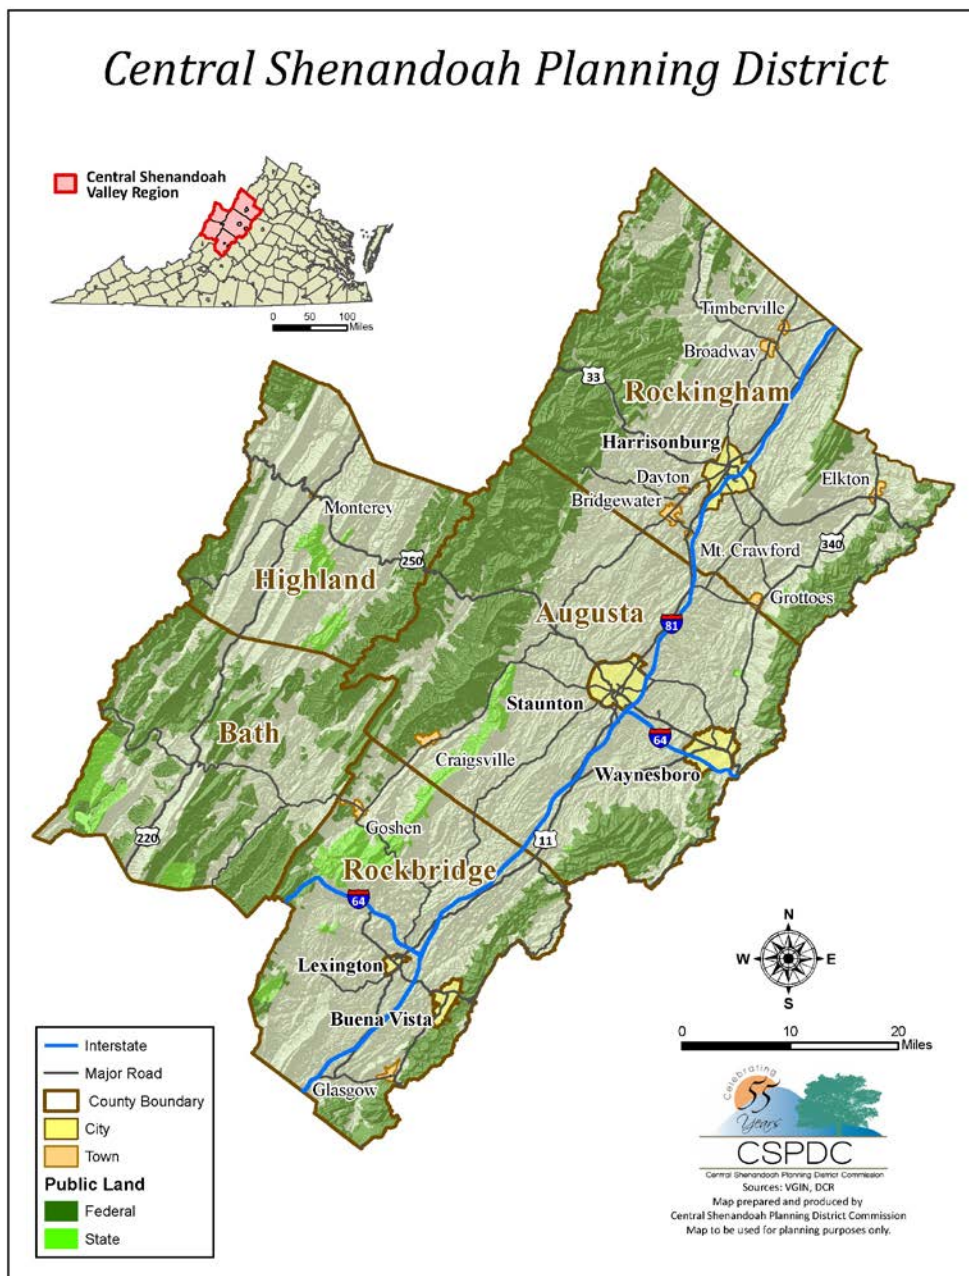 Central Shenandoah Planning District
Central Shenandoah
Valley Region
0 50 100
Miles
Timberville
Broadway
33
Rockingham
Harrisonburg
Dayton
Elkton
Bridgewater
Monterey
Mt. Crawford
340
250
Highland
Grottoes
Augusta
81
Staunton
Bath
64
Craigsville
Waynesboro
220
Goshen
11
Rockbridge
64
N
W E
S
Lexington
Buena Vista
Glasgow
0 10 20
Miles
Interstate
Major Road
County Boundary
City
Town
Public Land
Federal
State
Celebrating
55
Years
CSPDC
Central Shenandoah Planning District Commission
Sources: VGIN, DCR
Map prepared and produced by
Central Shenandoah Planning District Commission
Map to be used for planning purposes only.